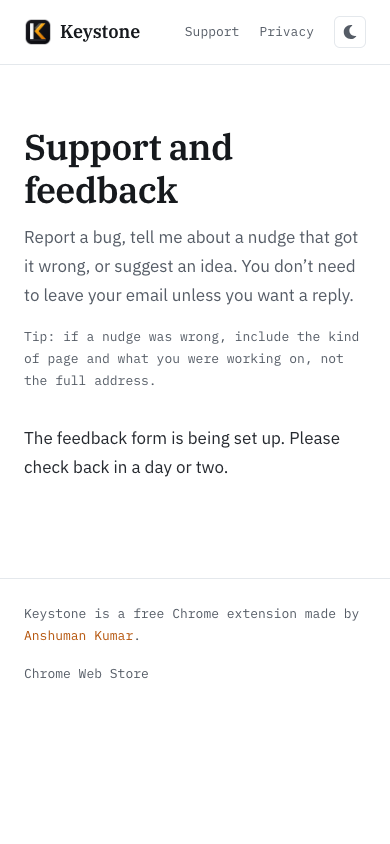 Keystone
Support Privacy
Support and
feedback
Report a bug, tell me about a nudge that got
it wrong, or suggest an idea. You don’t need
to leave your email unless you want a reply.
Tip: if a nudge was wrong, include the kind
of page and what you were working on, not
the full address.
The feedback form is being set up. Please
check back in a day or two.
Keystone is a free Chrome extension made by
Anshuman Kumar.
Chrome Web Store